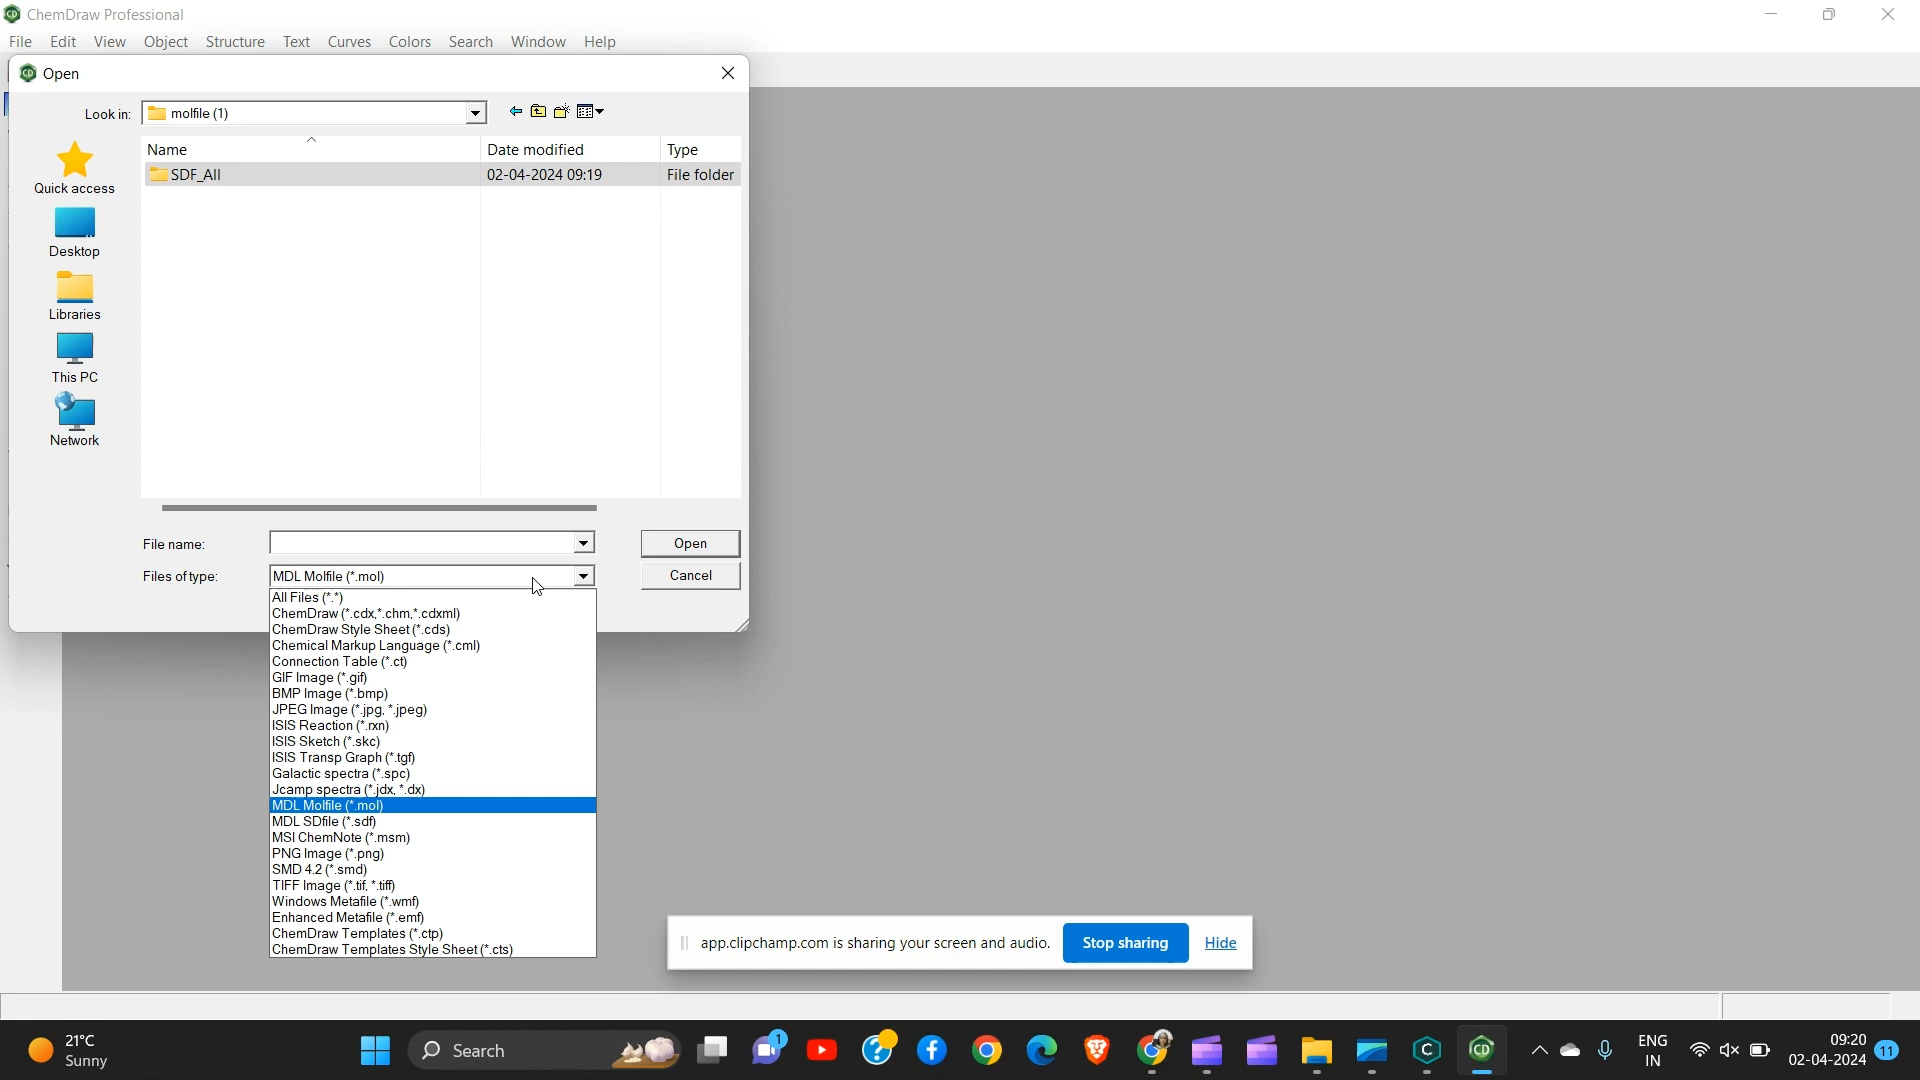 ChemDraw Professional
File Edit View Object Structure Text Curves Colors Search Window Help
Open
Look in: molfile (1)
Name Date modified Type
SDF_All 02-04-2024 09:19 File folder
Quick access
Desktop
Libraries
This PC
Network
File name: Open
Files of type: MDL Molfile (*.mol) Cancel
All Files (*.*)
ChemDraw (*.cdx,*.chm,*.cdxml)
ChemDraw Style Sheet (*.cds)
Chemical Markup Language (*.cml)
Connection Table (*.ct)
GIF Image (*.gif)
BMP Image (*.bmp)
JPEG Image (*.jpg, *.jpeg)
ISIS Reaction (*.rxn)
ISIS Sketch (*.skc)
ISIS Transp Graph (*.tgf)
Galactic spectra (*.spc)
Jcamp spectra (*.jdx, *.dx)
MDL Molfile (*.mol)
MDL SDfile (*.sdf)
MSI ChemNote (*.msm)
PNG Image (*.png)
SMD 4.2 (*.smd)
TIFF Image (*.tif, *.tiff)
Windows Metafile (*.wmf)
Enhanced Metafile (*.emf)
ChemDraw Templates (*.ctp)
ChemDraw Templates Style Sheet (*.cts)
app.clipchamp.com is sharing your screen and audio. Stop sharing Hide
21°C
Sunny
Search
1
ENG
IN
09:20
02-04-2024
11